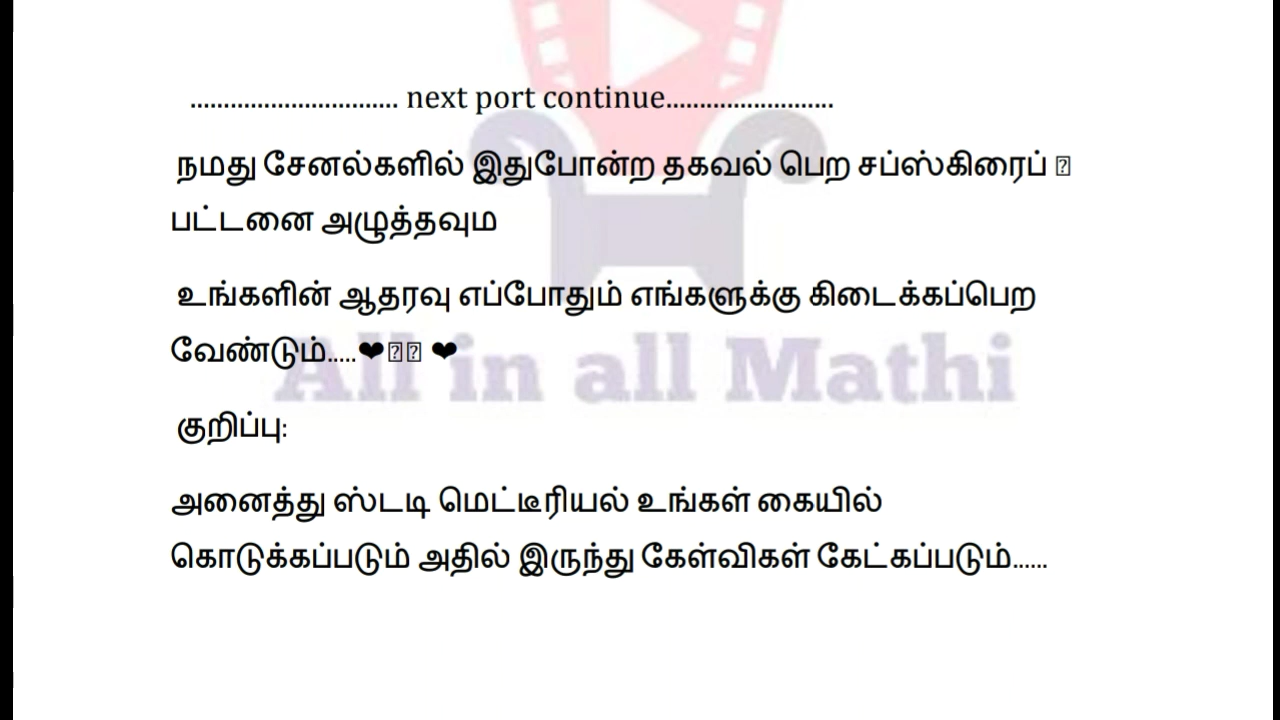 ............................... next port continue.........................
நமது சேனல்களில் இதுபோன்ற தகவல் பெற சப்ஸ்கிரைப்
பட்டனை அழுத்தவும
உங்களின் ஆதரவு எப்போதும் எங்களுக்கு கிடைக்கப்பெற
வேண்டும்.....❤ ❤
All in all Mathi
குறிப்பு:
அனைத்து ஸ்டடி மெட்டீரியல் உங்கள் கையில்
கொடுக்கப்படும் அதில் இருந்து கேள்விகள் கேட்கப்படும்......